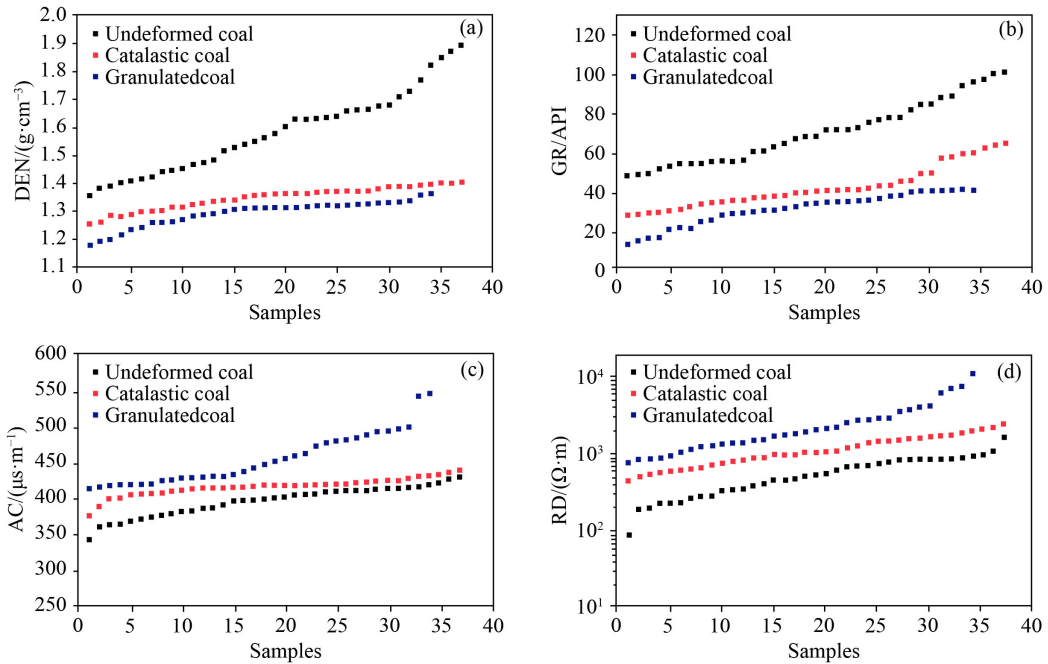 (a)
Undeformed coal
Catalastic coal
Granulatedcoal
DEN/(g·cm⁻³)
2.0
1.9
1.8
1.7
1.6
1.5
1.4
1.3
1.2
1.1
0 5 10 15 20 25 30 35 40
Samples
(b)
Undeformed coal
Catalastic coal
Granulatedcoal
GR/API
120
100
80
60
40
20
0
0 5 10 15 20 25 30 35 40
Samples
(c)
Undeformed coal
Catalastic coal
Granulatedcoal
AC/(μs·m⁻¹)
600
550
500
450
400
350
300
250
0 5 10 15 20 25 30 35 40
Samples
(d)
Undeformed coal
Catalastic coal
Granulatedcoal
RD/(Ω·m)
10⁴
10³
10²
10¹
0 5 10 15 20 25 30 35 40
Samples